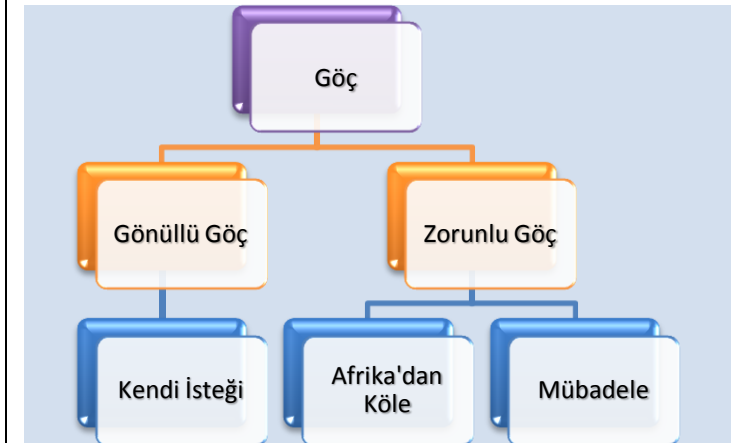 Göç
Gönüllü Göç
Zorunlu Göç
Kendi İsteği
Afrika'dan
Köle
Mübadele